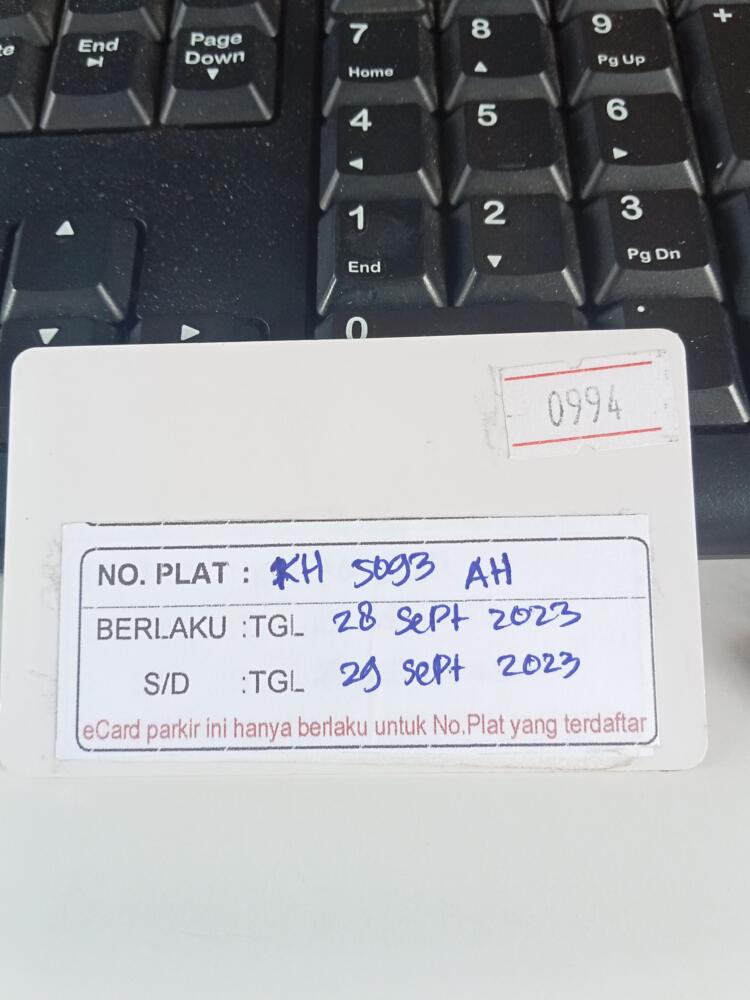 End
Page Down
7 Home
8
9 Pg Up
+
4
5
6
1 End
2
3 Pg Dn
0
.
0994
NO. PLAT : KH 5093 AH
BERLAKU :TGL 28 Sept 2023
S/D :TGL 29 Sept 2023
eCard parkir ini hanya berlaku untuk No.Plat yang terdaftar